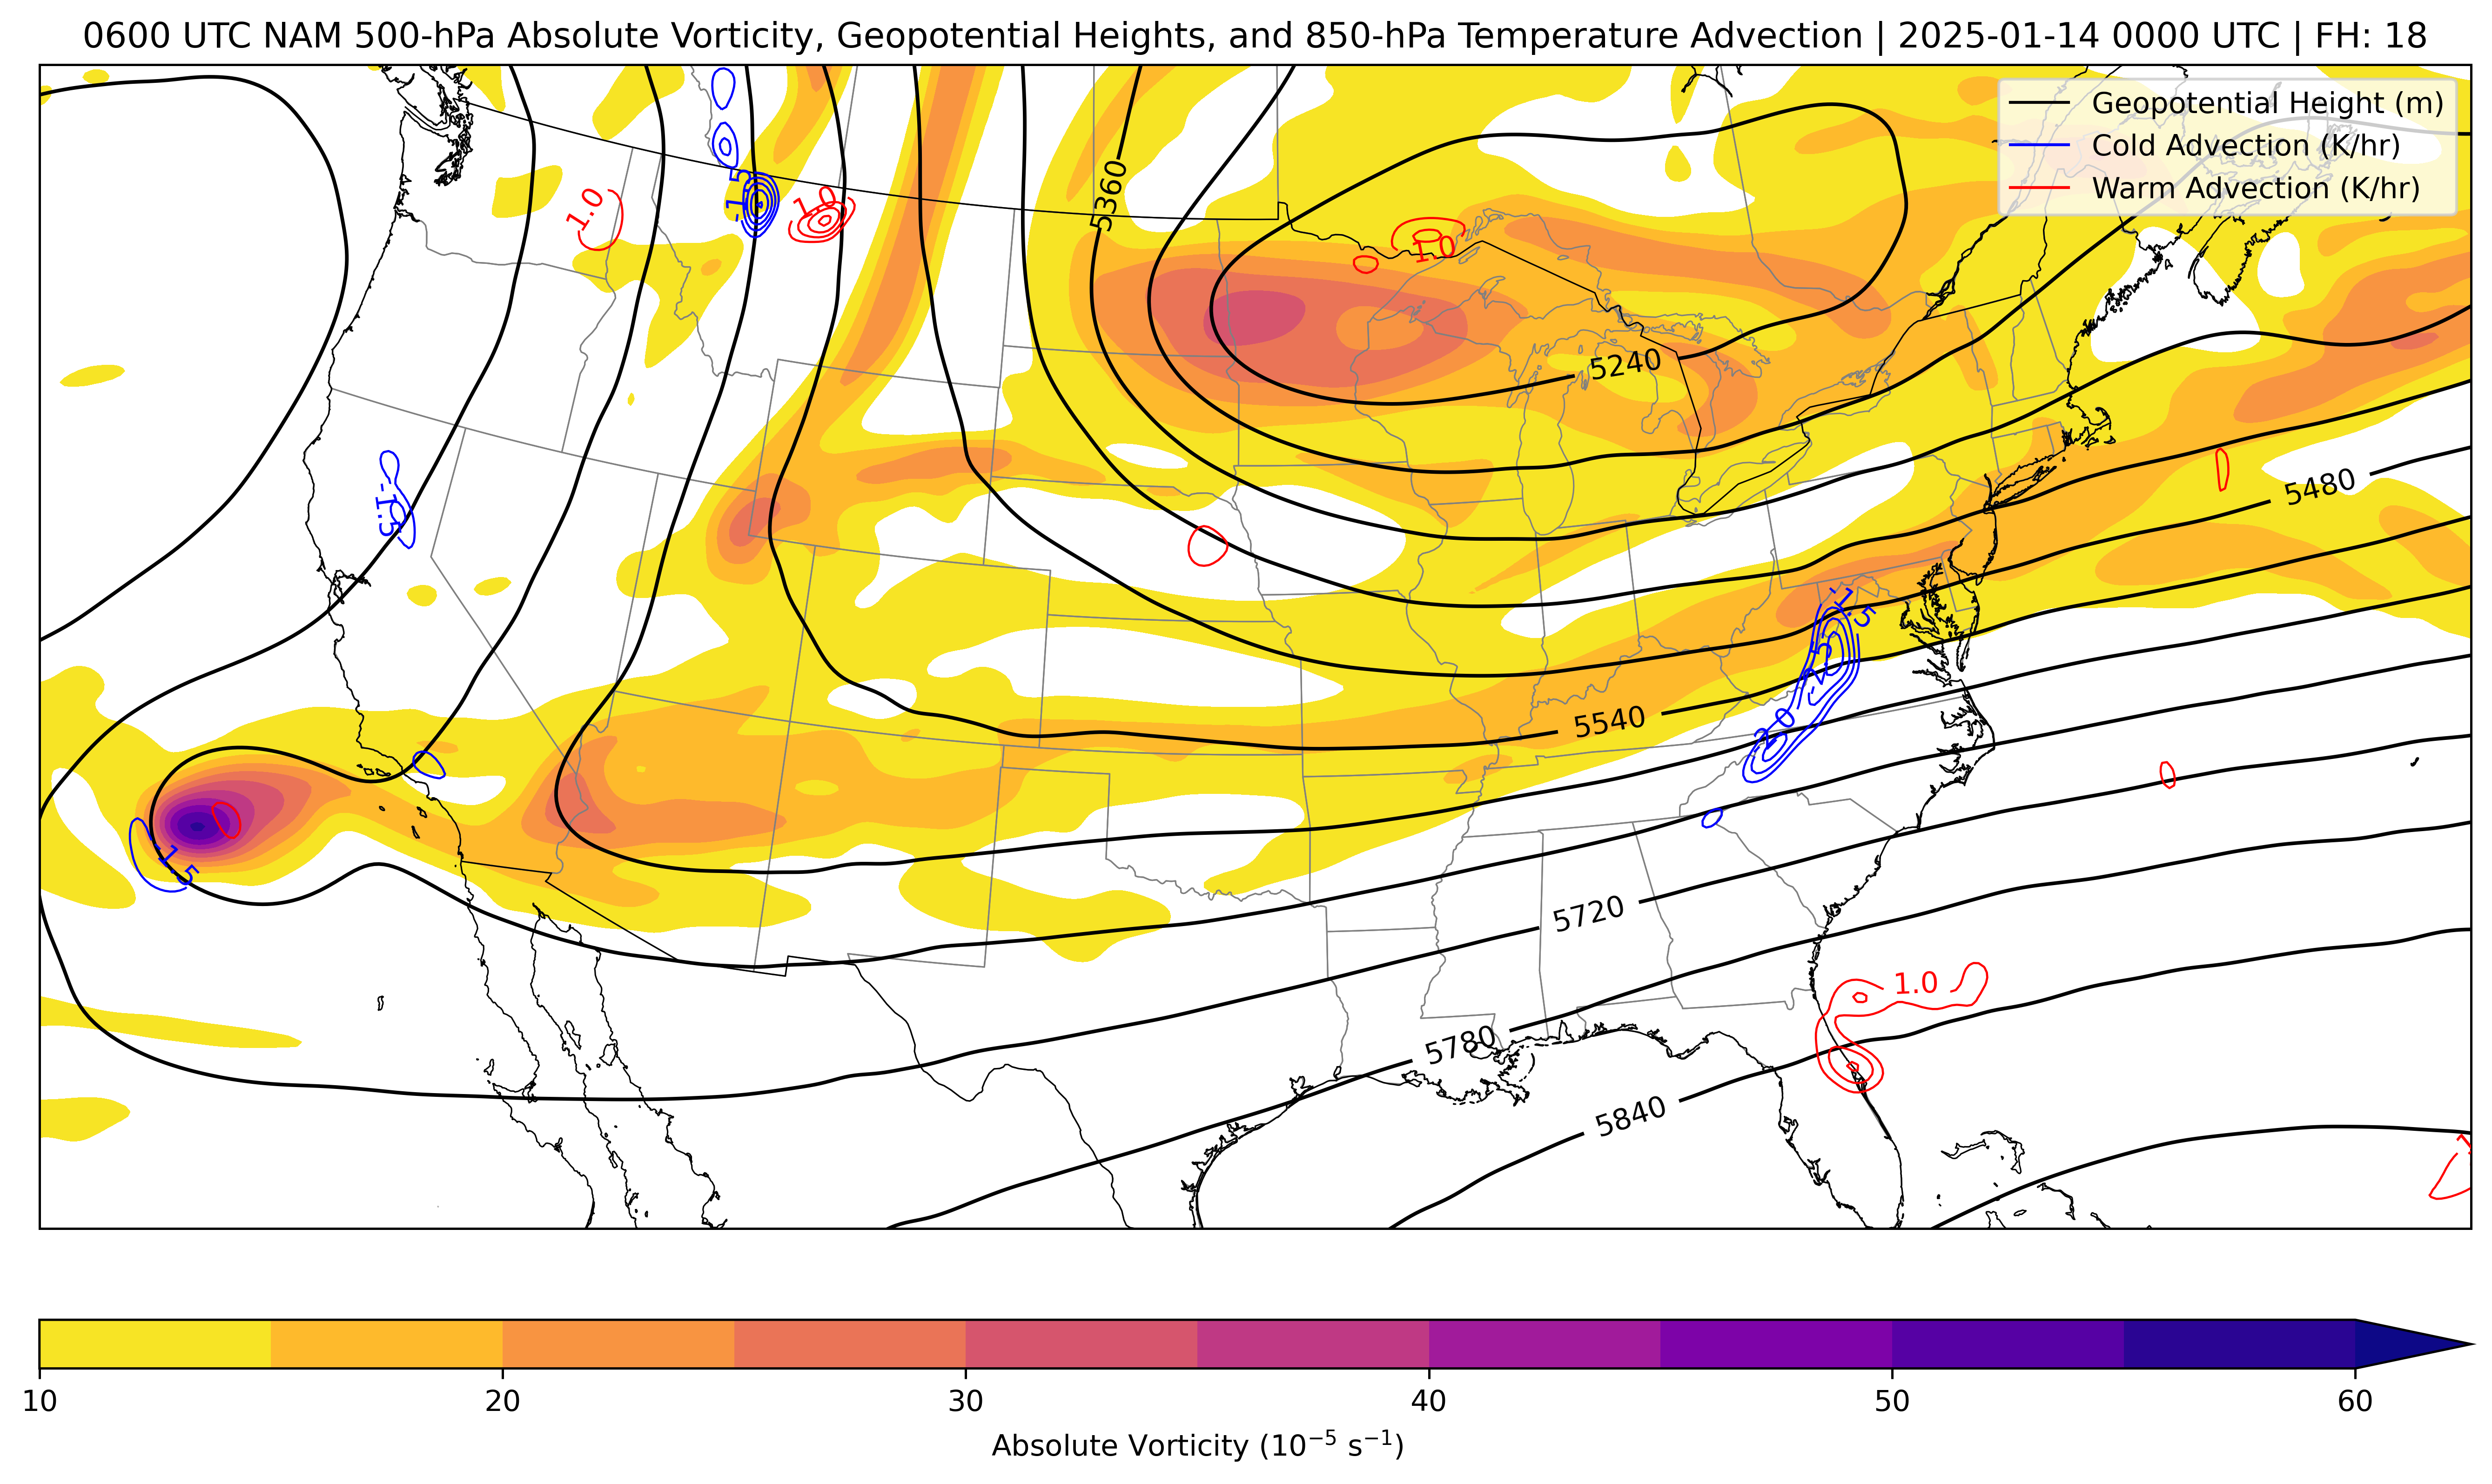 0600 UTC NAM 500-hPa Absolute Vorticity, Geopotential Heights, and 850-hPa Temperature Advection | 2025-01-14 0000 UTC | FH: 18
Geopotential Height (m)
Cold Advection (K/hr)
Warm Advection (K/hr)
5360
-1.5
1.0
1.0
1.0
5240
-1.5
5480
-1.5
-2.5
-2.0
5540
-1.5
5720
1.0
5780
5840
10 20 30 40 50 60
Absolute Vorticity (10⁻⁵ s⁻¹)